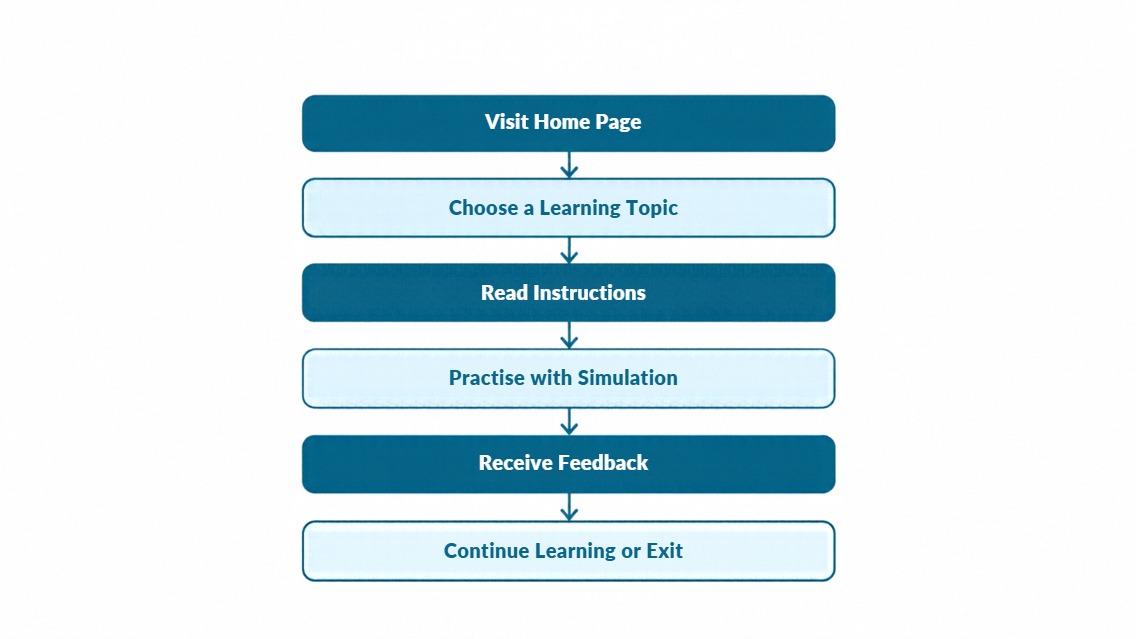 Visit Home Page
Choose a Learning Topic
Read Instructions
Practise with Simulation
Receive Feedback
Continue Learning or Exit